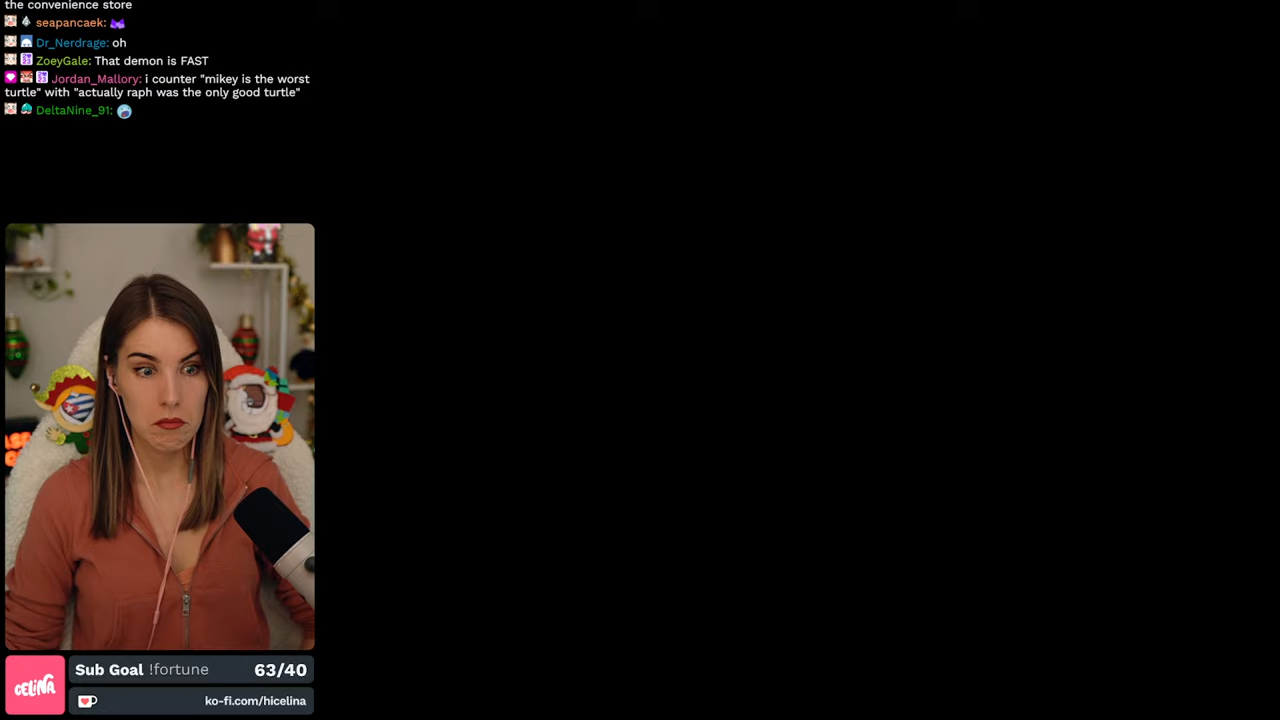 the convenience store
seapancaek:
Dr_Nerdrage: oh
ZoeyGale: That demon is FAST
Jordan_Mallory: i counter "mikey is the worst
turtle" with "actually raph was the only good turtle"
DeltaNine_91:
Sub Goal !fortune 63/40
CELINA
ko-fi.com/hicelina